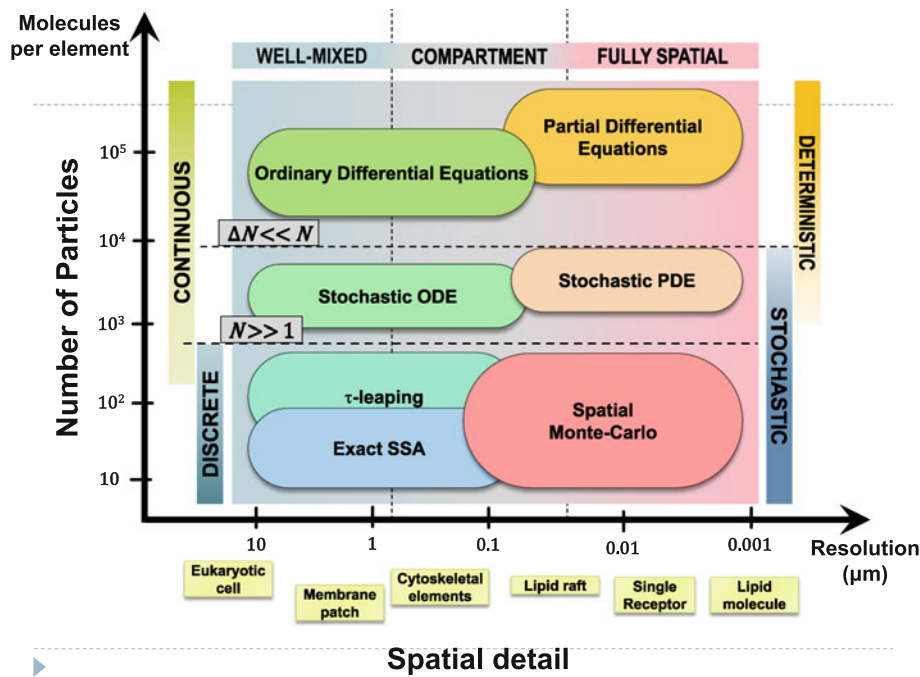 Molecules
per element
WELL-MIXED
COMPARTMENT
FULLY SPATIAL
Number of Particles
10⁵
10⁴
10³
10²
10
CONTINUOUS
DISCRETE
DETERMINISTIC
STOCHASTIC
Partial Differential
Equations
Ordinary Differential Equations
ΔN<< N
Stochastic ODE
Stochastic PDE
N>> 1
τ-leaping
Exact SSA
Spatial
Monte-Carlo
10
1
0.1
0.01
0.001
Resolution
(µm)
Eukaryotic
cell
Membrane
patch
Cytoskeletal
elements
Lipid raft
Single
Receptor
Lipid
molecule
Spatial detail